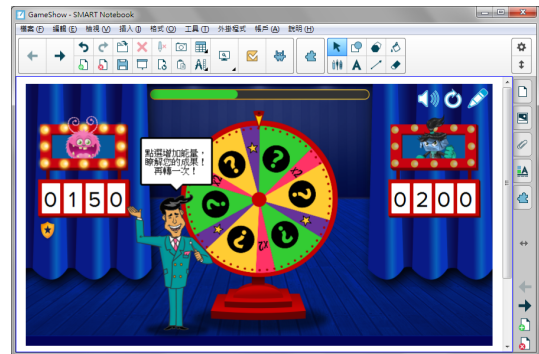 GameShow - SMART Notebook
檔案(F) 編輯(E) 檢視(V) 插入(I) 格式(O) 工具(T) 外掛程式 帳戶(A) 說明(H)
點選增加能量，
瞭解您的成果！
再轉一次！
0150
0200
? ? ? ? ? ?
X2
X2